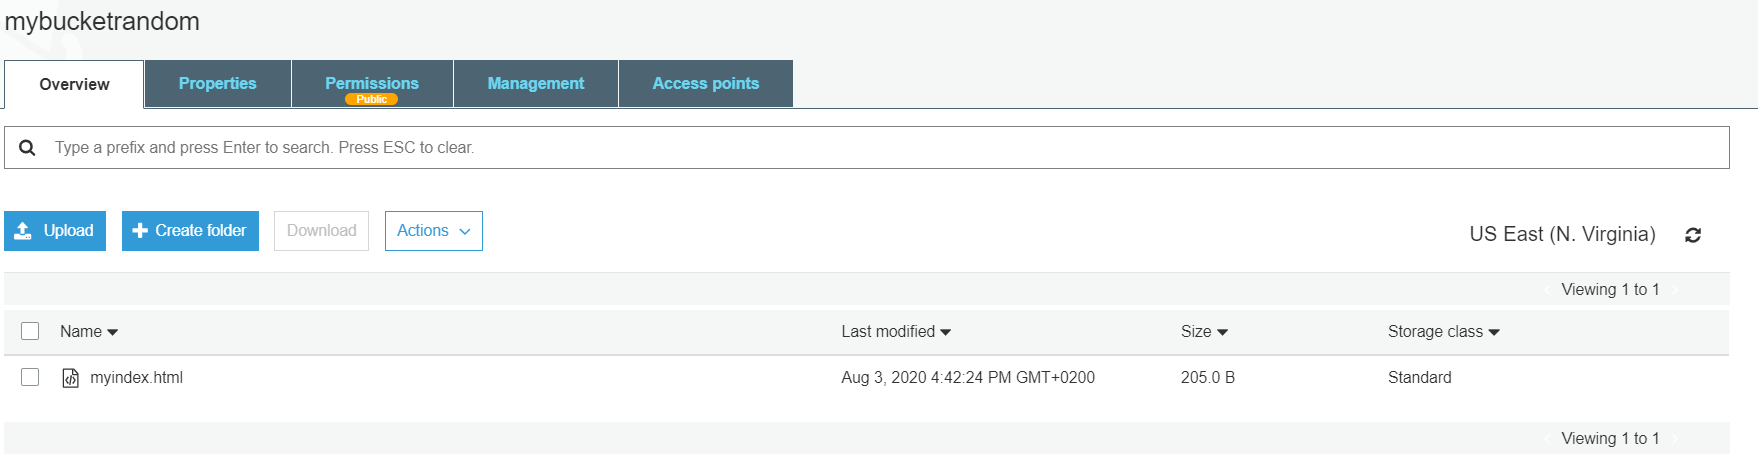 mybucketrandom
Overview Properties Permissions Management Access points
Public
Type a prefix and press Enter to search. Press ESC to clear.
Upload Create folder Download Actions US East (N. Virginia)
Viewing 1 to 1
Name Last modified Size Storage class
myindex.html Aug 3, 2020 4:42:24 PM GMT+0200 205.0 B Standard
Viewing 1 to 1